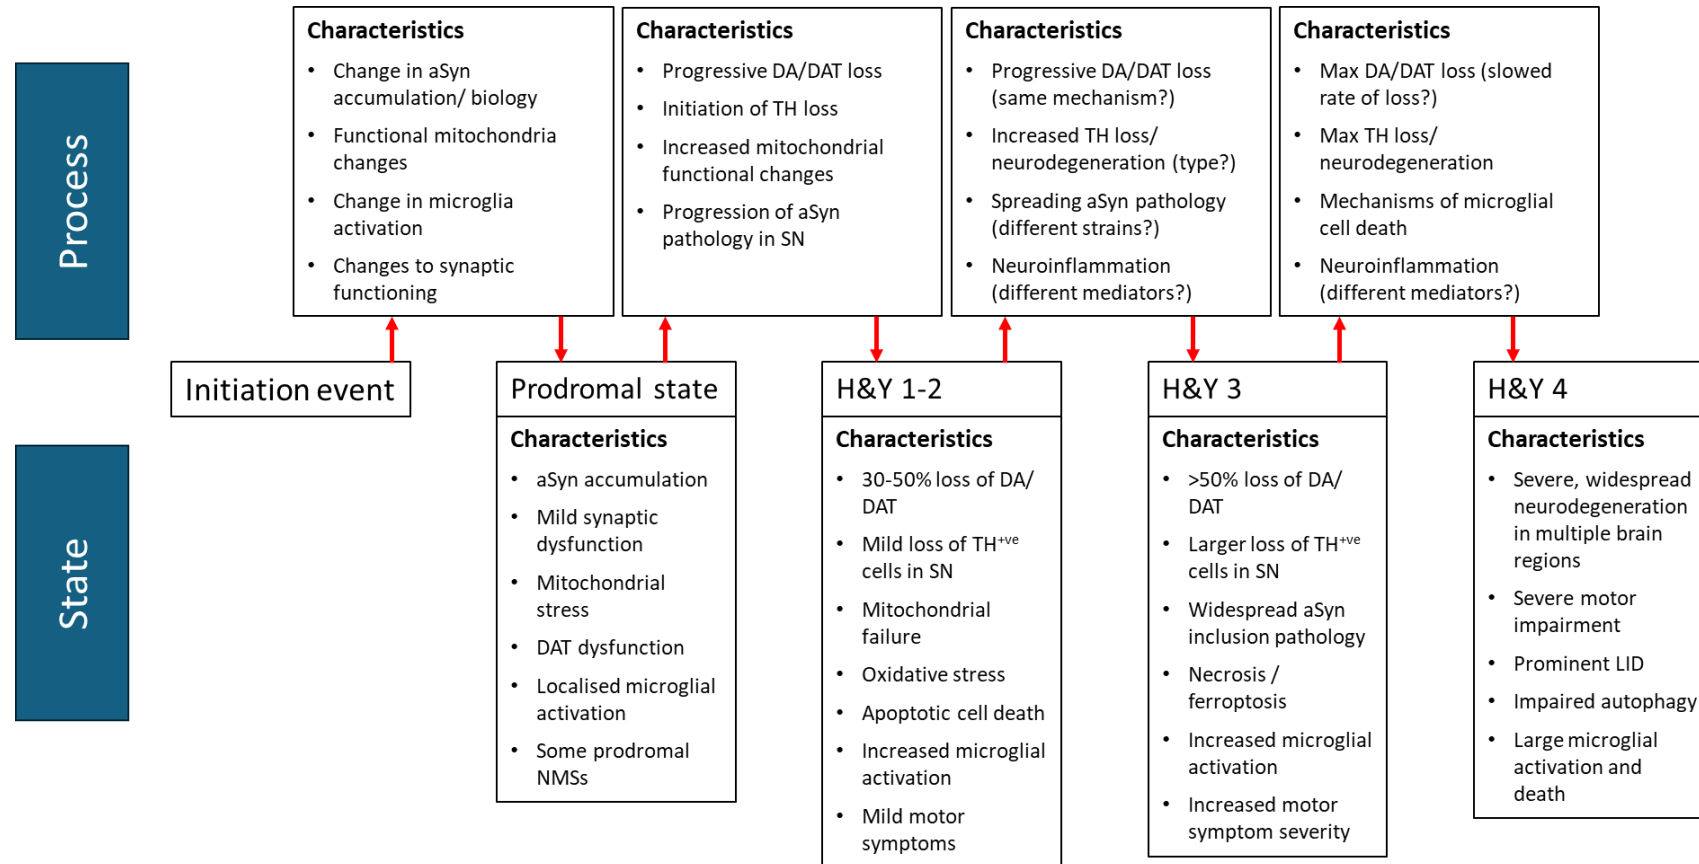 Process
Characteristics
• Change in aSyn
accumulation/ biology
• Functional mitochondria
changes
• Change in microglia
activation
• Changes to synaptic
functioning
Characteristics
• Progressive DA/DAT loss
• Initiation of TH loss
• Increased mitochondrial
functional changes
• Progression of aSyn
pathology in SN
Characteristics
• Progressive DA/DAT loss
(same mechanism?)
• Increased TH loss/
neurodegeneration (type?)
• Spreading aSyn pathology
(different strains?)
• Neuroinflammation
(different mediators?)
Characteristics
• Max DA/DAT loss (slowed
rate of loss?)
• Max TH loss/
neurodegeneration
• Mechanisms of microglial
cell death
• Neuroinflammation
(different mediators?)
State
Initiation event
Prodromal state
Characteristics
• aSyn accumulation
• Mild synaptic
dysfunction
• Mitochondrial
stress
• DAT dysfunction
• Localised microglial
activation
• Some prodromal
NMSs
H&Y 1-2
Characteristics
• 30-50% loss of DA/
DAT
• Mild loss of TH+ve
cells in SN
• Mitochondrial
failure
• Oxidative stress
• Apoptotic cell death
• Increased microglial
activation
• Mild motor
symptoms
H&Y 3
Characteristics
• >50% loss of DA/
DAT
• Larger loss of TH+ve
cells in SN
• Widespread aSyn
inclusion pathology
• Necrosis /
ferroptosis
• Increased microglial
activation
• Increased motor
symptom severity
H&Y 4
Characteristics
• Severe, widespread
neurodegeneration
in multiple brain
regions
• Severe motor
impairment
• Prominent LID
• Impaired autophagy
• Large microglial
activation and
death